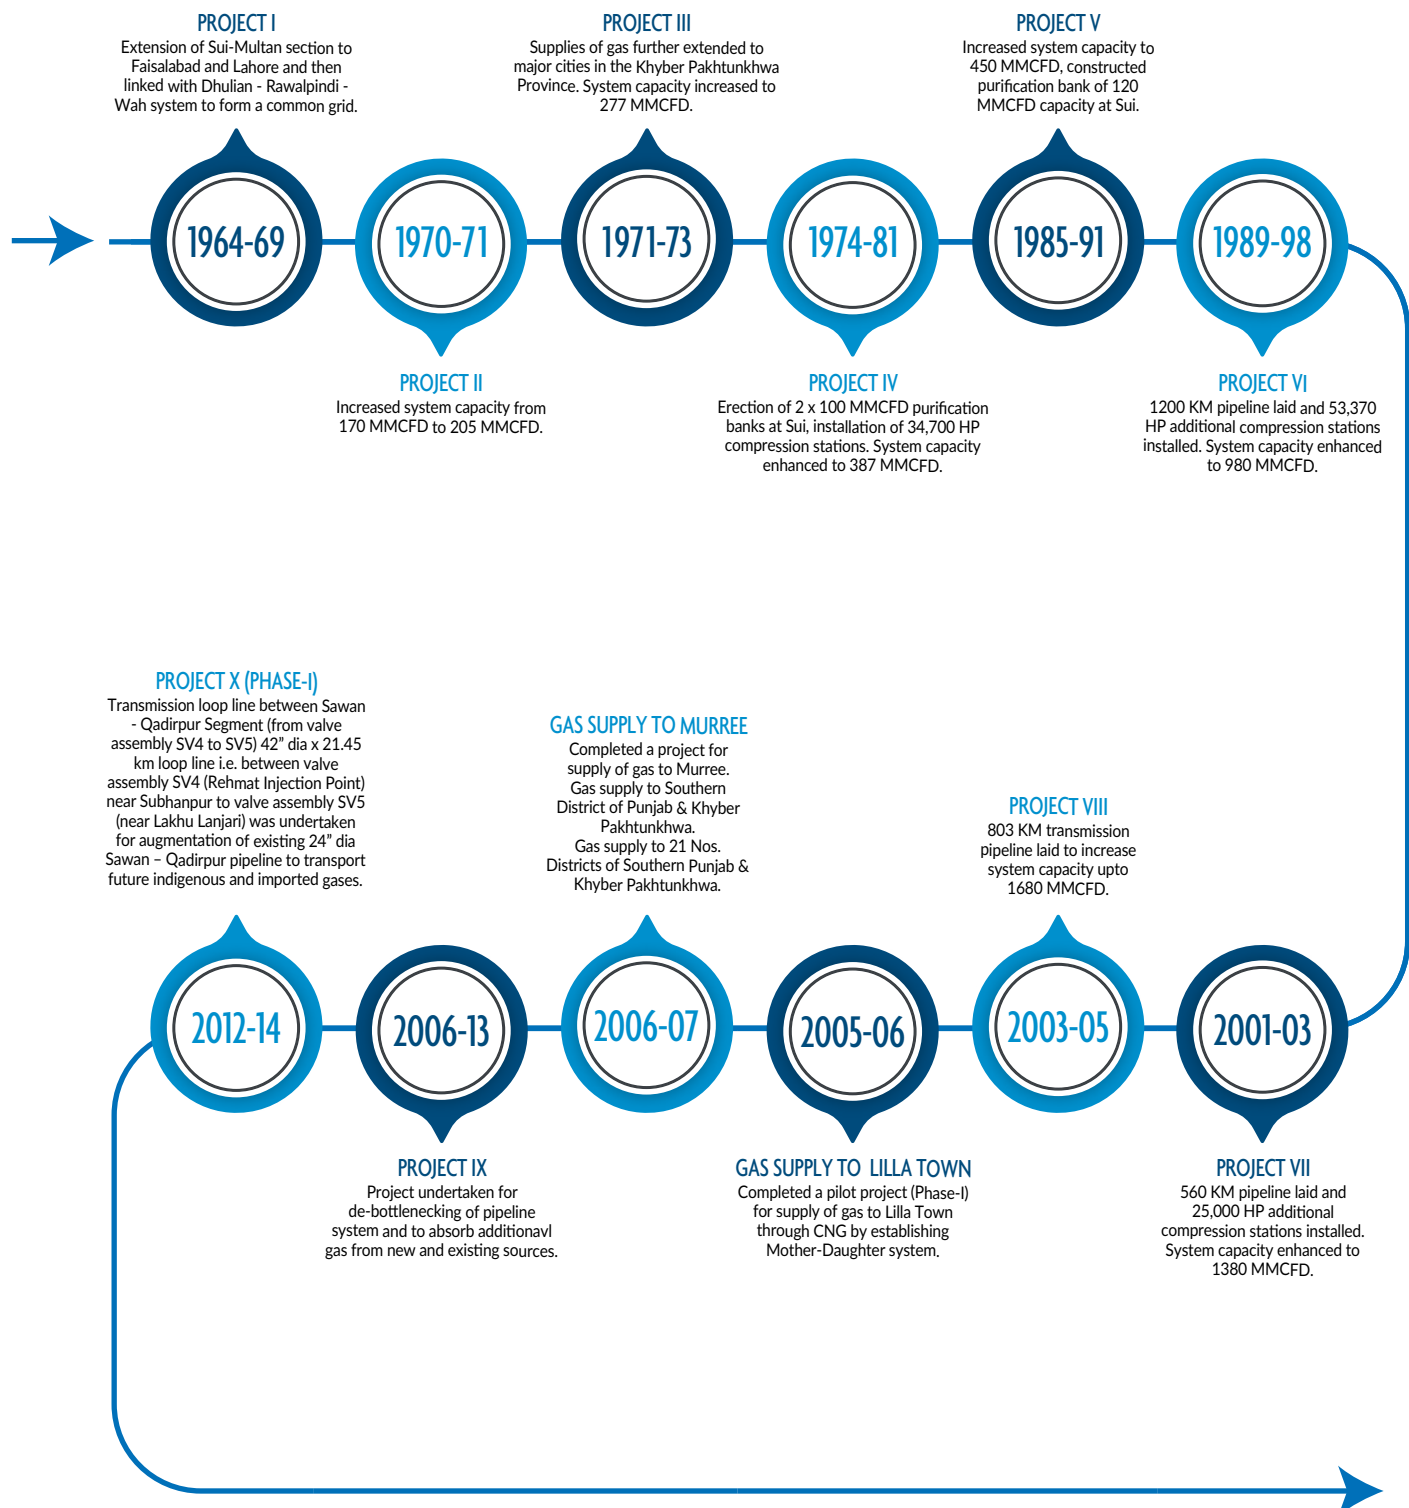 PROJECT I
Extension of Sui-Multan section to
Faisalabad and Lahore and then
linked with Dhulian - Rawalpindi -
Wah system to form a common grid.
1964-69
1970-71
PROJECT II
Increased system capacity from
170 MMCFD to 205 MMCFD.
PROJECT III
Supplies of gas further extended to
major cities in the Khyber Pakhtunkhwa
Province. System capacity increased to
277 MMCFD.
1971-73
1974-81
PROJECT IV
Erection of 2 x 100 MMCFD purification
banks at Sui, installation of 34,700 HP
compression stations. System capacity
enhanced to 387 MMCFD.
PROJECT V
Increased system capacity to
450 MMCFD, constructed
purification bank of 120
MMCFD capacity at Sui.
1985-91
1989-98
PROJECT VI
1200 KM pipeline laid and 53,370
HP additional compression stations
installed. System capacity enhanced
to 980 MMCFD.
2001-03
PROJECT VII
560 KM pipeline laid and
25,000 HP additional
compression stations installed.
System capacity enhanced to
1380 MMCFD.
PROJECT VIII
803 KM transmission
pipeline laid to increase
system capacity upto
1680 MMCFD.
2003-05
2005-06
GAS SUPPLY TO LILLA TOWN
Completed a pilot project (Phase-I)
for supply of gas to Lilla Town
through CNG by establishing
Mother-Daughter system.
GAS SUPPLY TO MURREE
Completed a project for
supply of gas to Murree.
Gas supply to Southern
District of Punjab & Khyber
Pakhtunkhwa.
Gas supply to 21 Nos.
Districts of Southern Punjab &
Khyber Pakhtunkhwa.
2006-07
2006-13
PROJECT IX
Project undertaken for
de-bottlenecking of pipeline
system and to absorb additionavl
gas from new and existing sources.
PROJECT X (PHASE-I)
Transmission loop line between Sawan
- Qadirpur Segment (from valve
assembly SV4 to SV5) 42” dia x 21.45
km loop line i.e. between valve
assembly SV4 (Rehmat Injection Point)
near Subhanpur to valve assembly SV5
(near Lakhu Lanjari) was undertaken
for augmentation of existing 24” dia
Sawan – Qadirpur pipeline to transport
future indigenous and imported gases.
2012-14